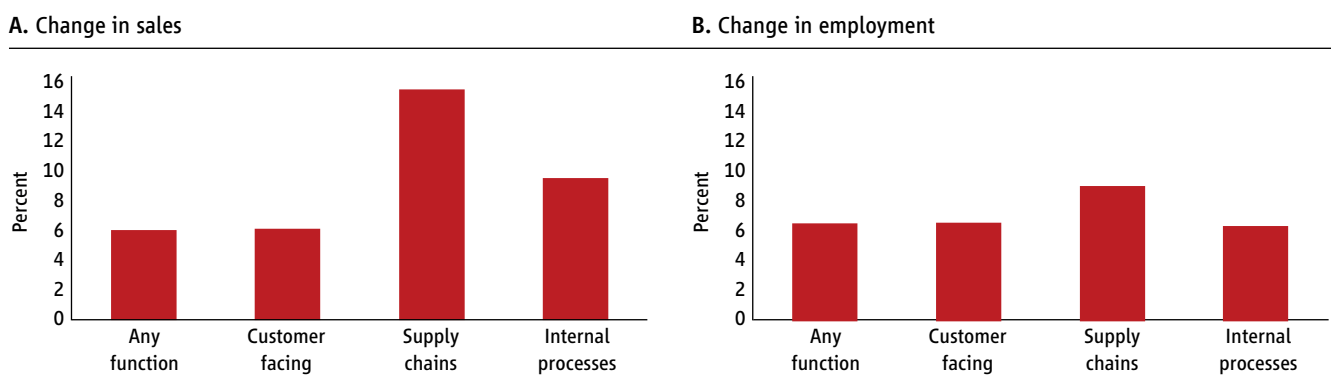 A. Change in sales
Percent
16
14
12
10
8
6
4
2
0
Any function
Customer facing
Supply chains
Internal processes
B. Change in employment
Percent
16
14
12
10
8
6
4
2
0
Any function
Customer facing
Supply chains
Internal processes